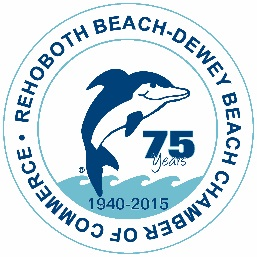 • REHOBOTH BEACH-DEWEY BEACH CHAMBER OF COMMERCE
75
Years
®
1940-2015